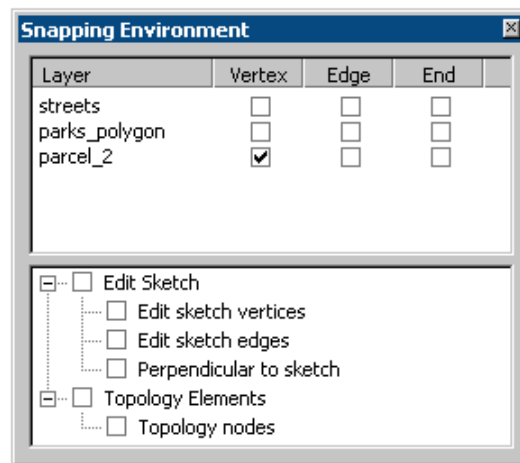 Snapping Environment
Layer Vertex Edge End
streets
parks_polygon
parcel_2
Edit Sketch
Edit sketch vertices
Edit sketch edges
Perpendicular to sketch
Topology Elements
Topology nodes